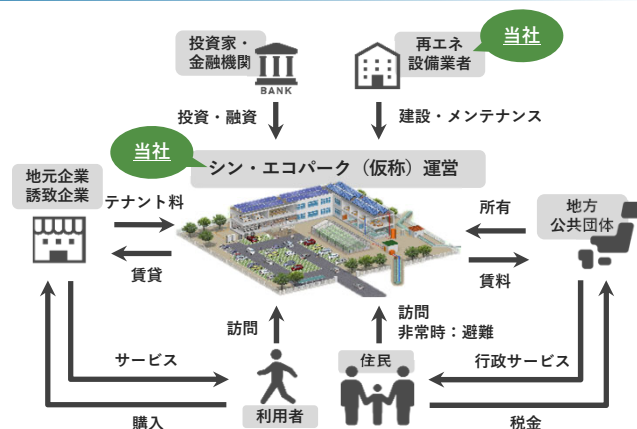 投資家・
金融機関
BANK
再エネ
設備業者
当社
投資・融資
建設・メンテナンス
当社
シン・エコパーク（仮称）運営
地元企業
誘致企業
テナント料
賃貸
所有
地方
公共団体
賃料
訪問
訪問
非常時：避難
サービス
利用者
住民
行政サービス
購入
税金